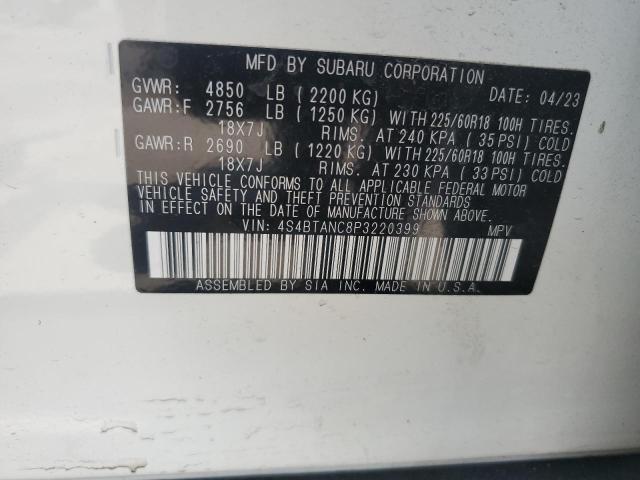 MFD BY SUBARU CORPORATION
GVWR: 4850 LB ( 2200 KG) DATE: 04/23
GAWR:F 2756 LB ( 1250 KG) WITH 225/60R18 100H TIRES.
18X7J RIMS. AT 240 KPA ( 35 PSI) COLD
GAWR:R 2690 LB ( 1220 KG) WITH 225/60R18 100H TIRES.
18X7J RIMS. AT 230 KPA ( 33 PSI) COLD
THIS VEHICLE CONFORMS TO ALL APPLICABLE FEDERAL MOTOR
VEHICLE SAFETY AND THEFT PREVENTION STANDARDS
IN EFFECT ON THE DATE OF MANUFACTURE SHOWN ABOVE.
VIN: 4S4BTANC8P3220399 MPV
ASSEMBLED BY SIA INC. MADE IN U.S.A.